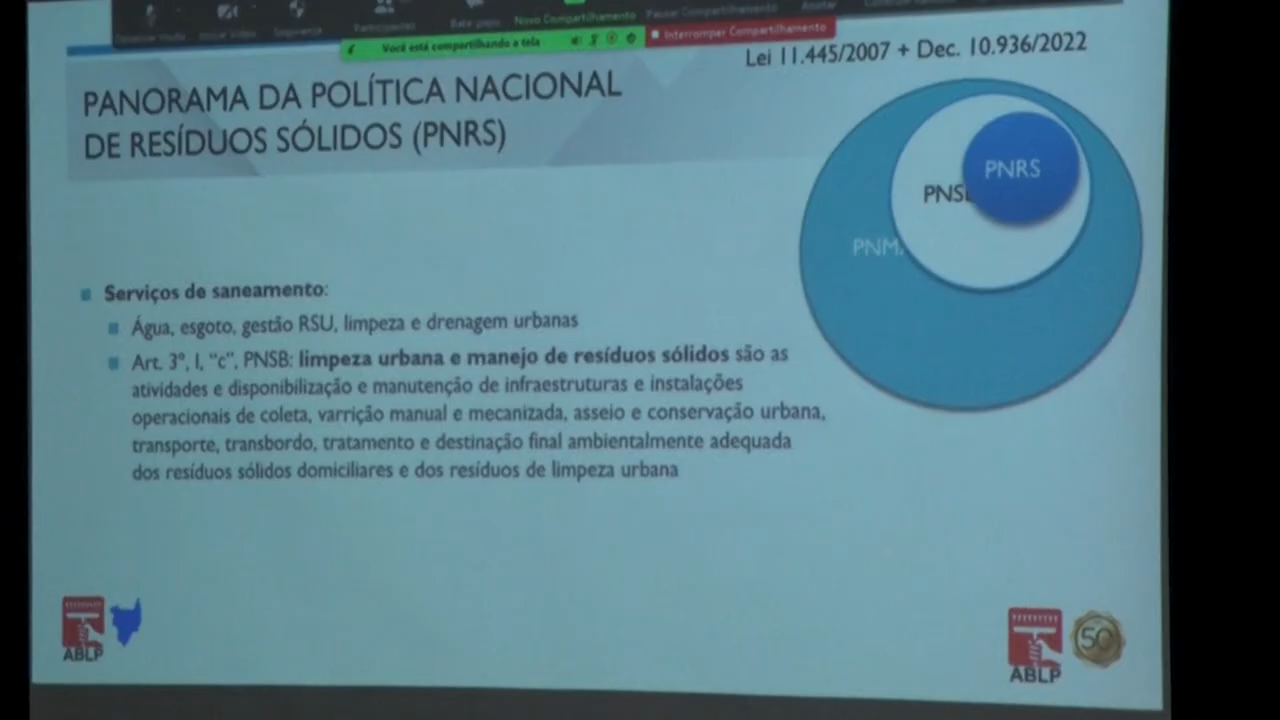 Novo Compartilhamento
Você está compartilhando a tela
Interromper Compartilhamento
Lei 11.445/2007 + Dec. 10.936/2022
PANORAMA DA POLÍTICA NACIONAL
DE RESÍDUOS SÓLIDOS (PNRS)
PNRS
PNS
PNM
Serviços de saneamento:
Água, esgoto, gestão RSU, limpeza e drenagem urbanas
Art. 3º, I, “c”, PNSB: limpeza urbana e manejo de resíduos sólidos são as
atividades e disponibilização e manutenção de infraestruturas e instalações
operacionais de coleta, varrição manual e mecanizada, asseio e conservação urbana,
transporte, transbordo, tratamento e destinação final ambientalmente adequada
dos resíduos sólidos domiciliares e dos resíduos de limpeza urbana
ABLP
ABLP
50